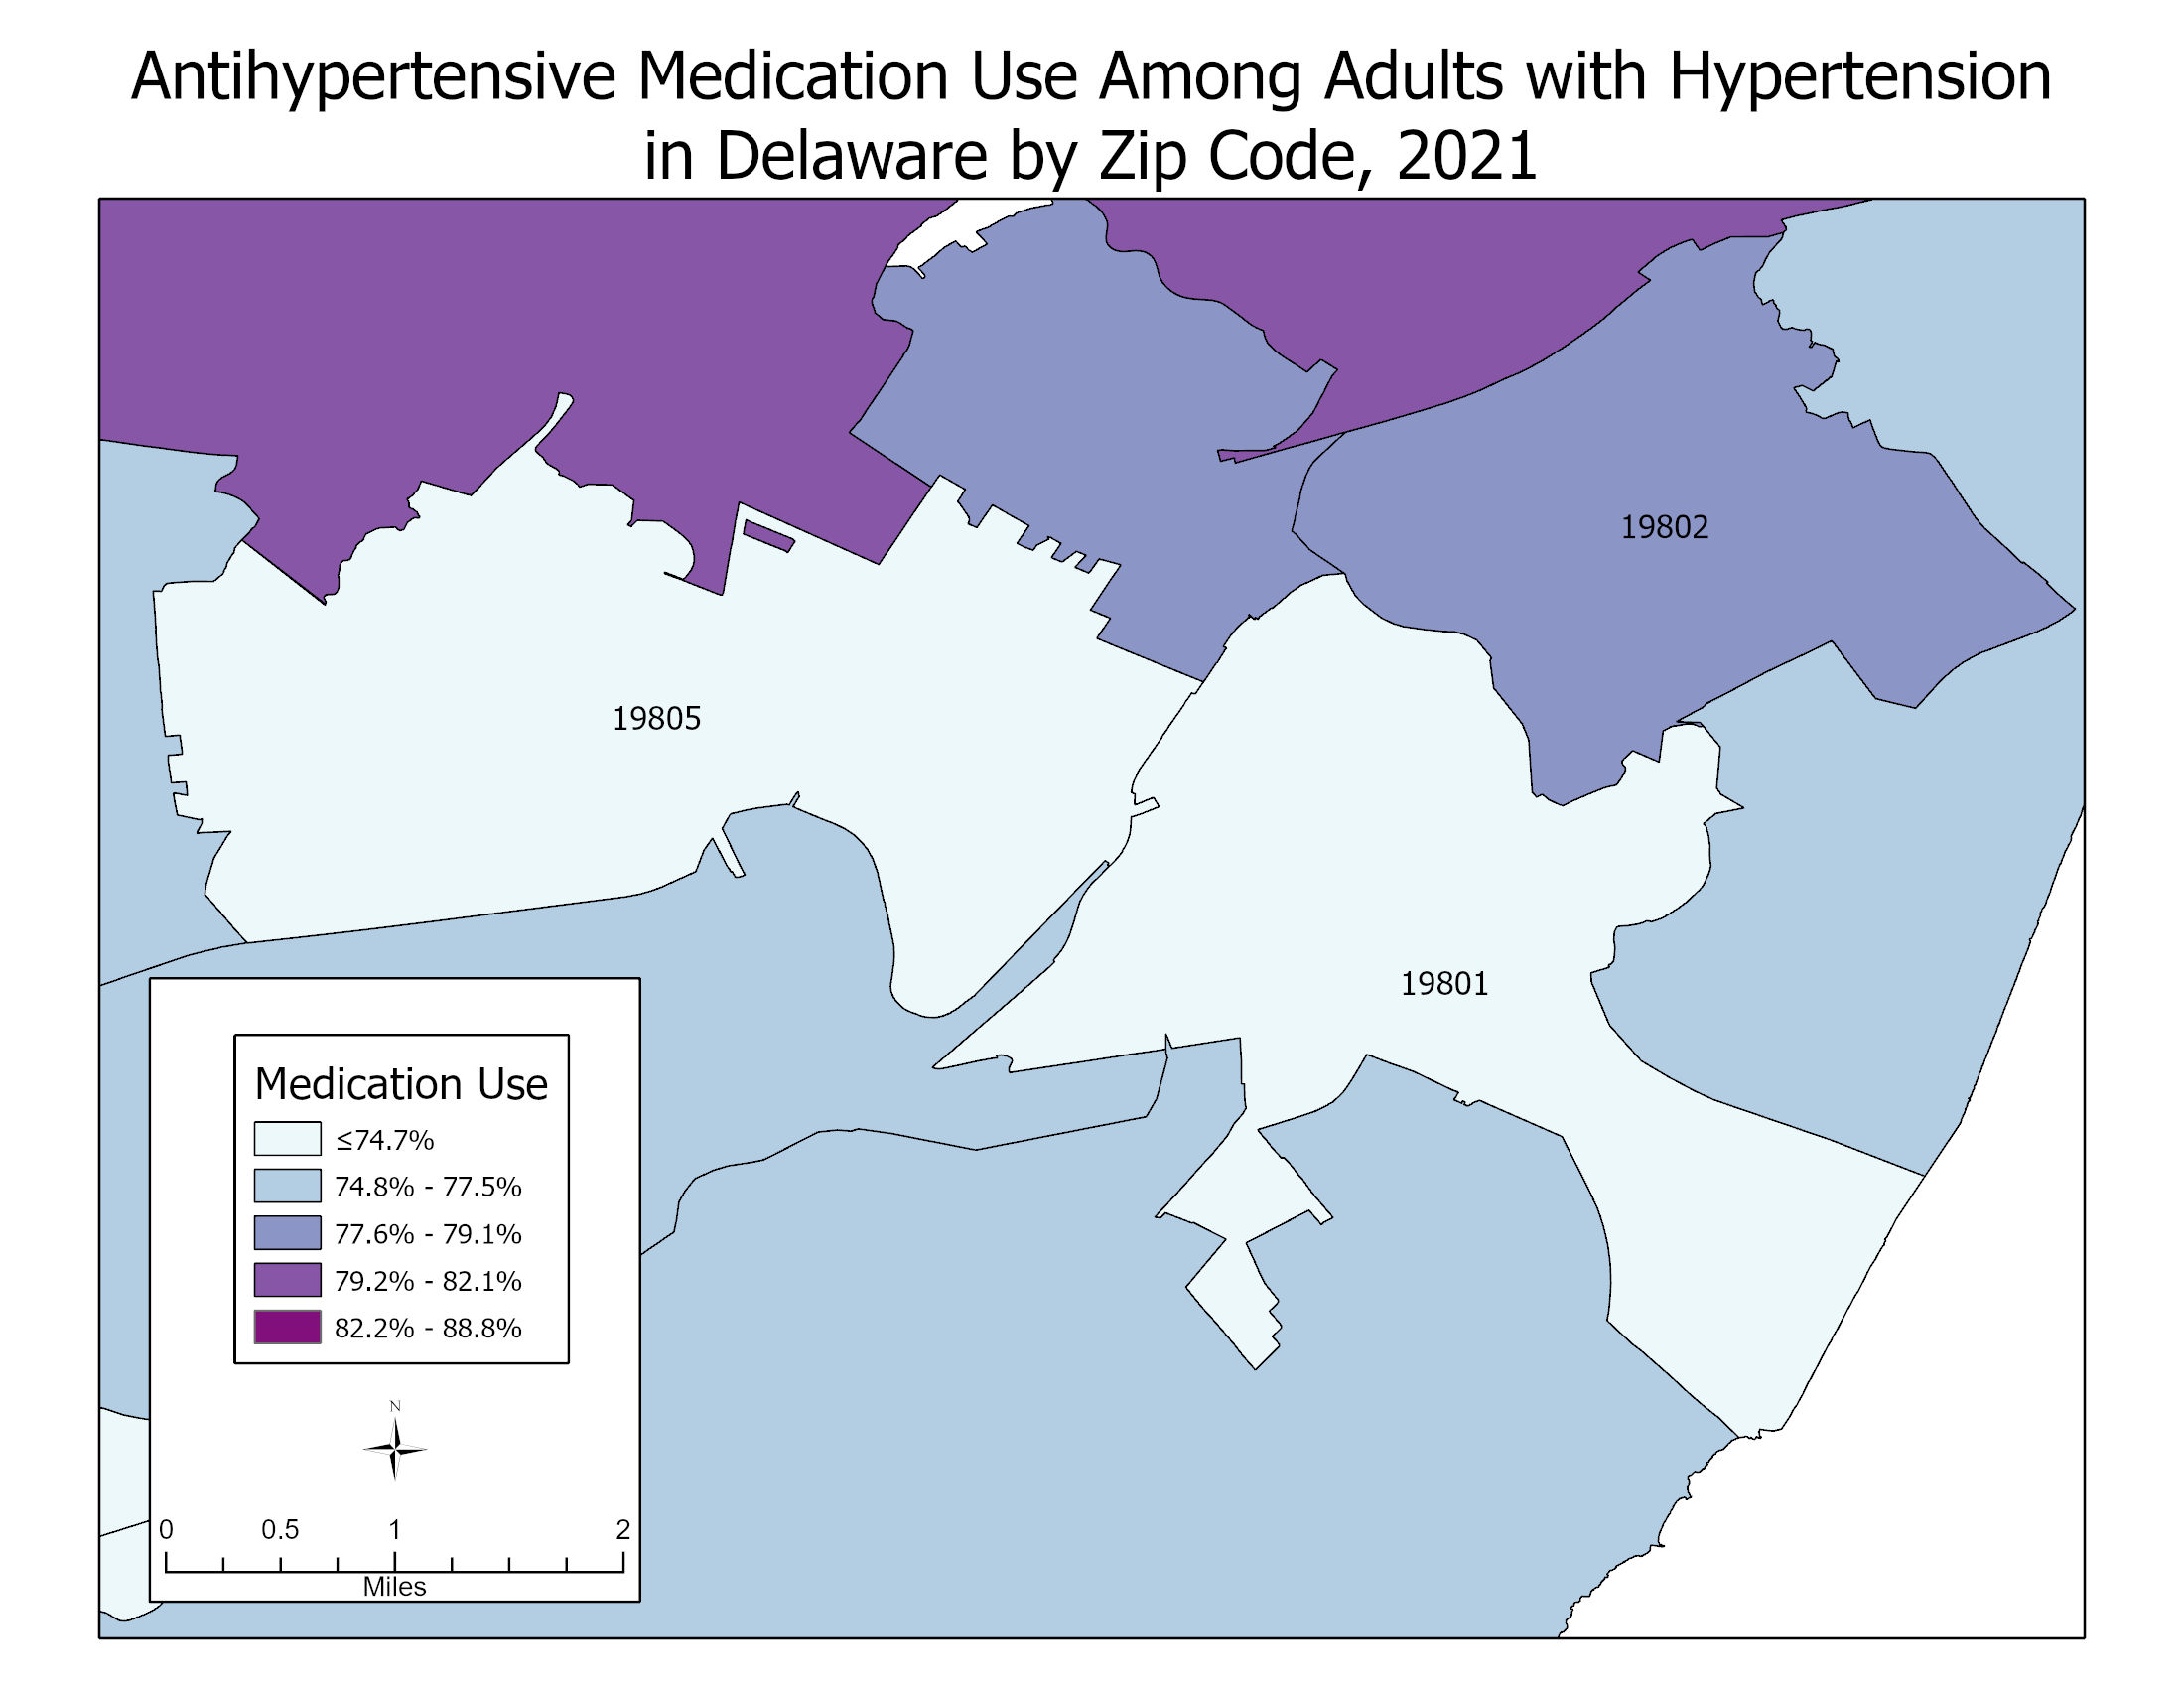 Antihypertensive Medication Use Among Adults with Hypertension
in Delaware by Zip Code, 2021
19802
19805
19801
Medication Use
≤74.7%
74.8% - 77.5%
77.6% - 79.1%
79.2% - 82.1%
82.2% - 88.8%
N
0 0.5 1 2
Miles